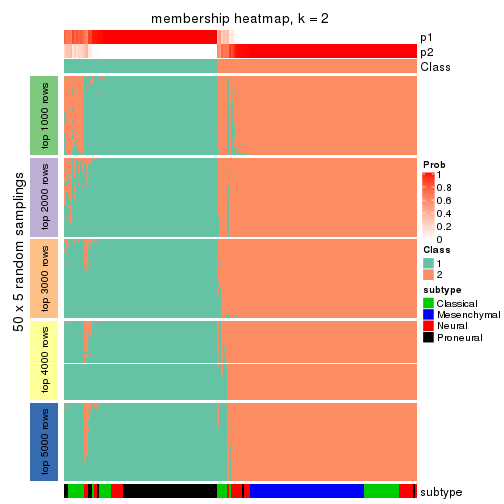 membership heatmap, k = 2
p1
p2
Class
50 x 5 random samplings
top 1000 rows
top 2000 rows
top 3000 rows
top 4000 rows
top 5000 rows
Prob
1
0.8
0.6
0.4
0.2
0
Class
1
2
subtype
Classical
Mesenchymal
Neural
Proneural
subtype